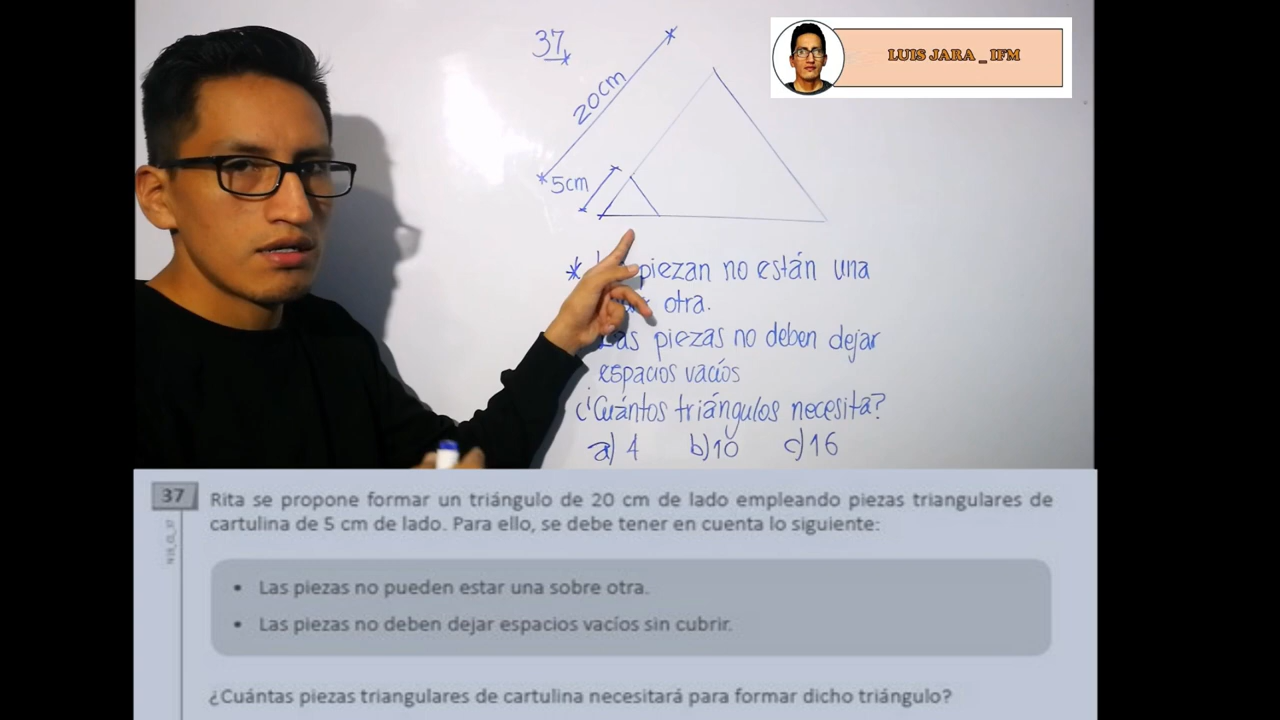 37
20cm
5cm
LUIS JARA _ IFM
* piezan no están una
otra.
Las piezas no deben dejar
espacios vacíos
¿Cuántos triángulos necesita?
a) 4 b) 10 c) 16
37 Rita se propone formar un triángulo de 20 cm de lado empleando piezas triangulares de
cartulina de 5 cm de lado. Para ello, se debe tener en cuenta lo siguiente:
• Las piezas no pueden estar una sobre otra.
• Las piezas no deben dejar espacios vacíos sin cubrir.
¿Cuántas piezas triangulares de cartulina necesitará para formar dicho triángulo?